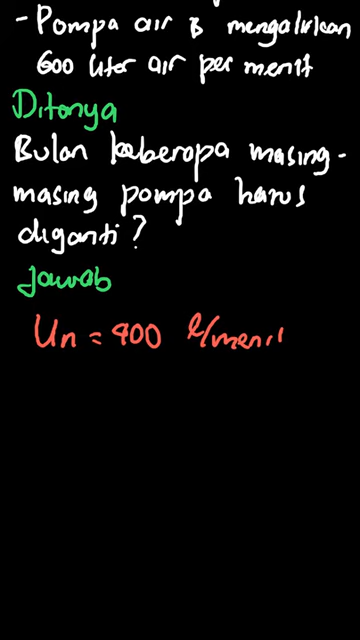 - Pompa air B mengalirkan
600 liter air per menit
Ditanya
Bulan keberapa masing-
masing pompa harus
diganti?
Jawab
Un = 400 l/menit